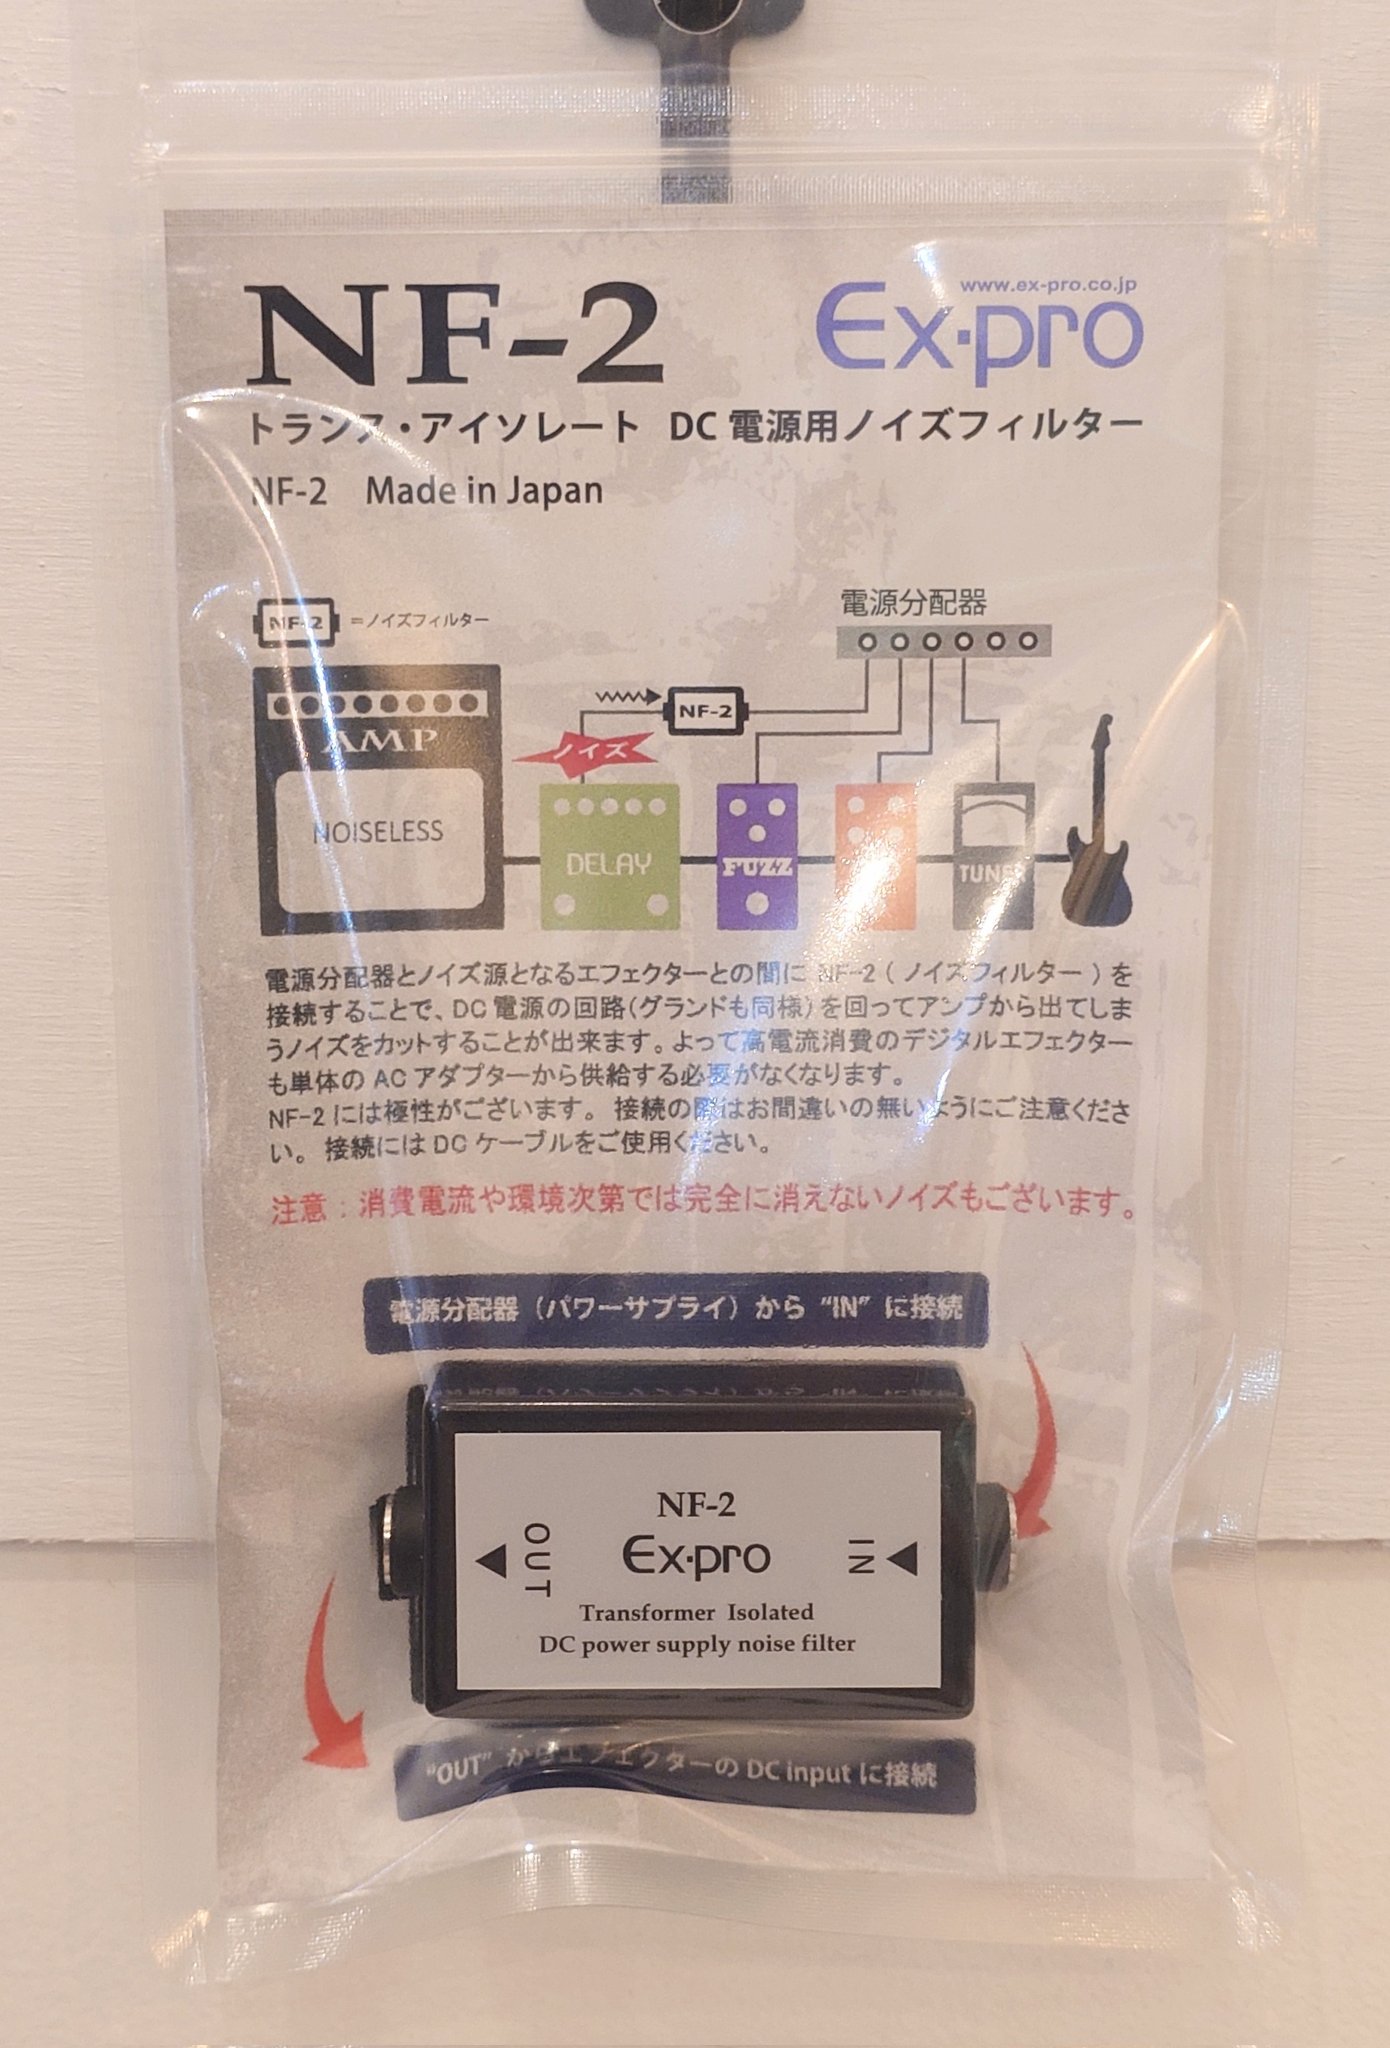 NF-2
www.ex-pro.co.jp
Ex·pro
トランス・アイソレート DC 電源用ノイズフィルター
NF-2 Made in Japan
電源分配器
NF-2 =ノイズフィルター
NF-2
AMP
ノイズ
NOISELESS
DELAY
FUZZ
TUNER
電源分配器とノイズ源となるエフェクターとの間に NF-2 ( ノイズフィルター ) を
接続することで、DC 電源の回路(グランドも同様) を回ってアンプから出てしま
うノイズをカットすることが出来ます。よって高電流消費のデジタルエフェクター
も単体の AC アダプターから供給する必要がなくなります。
NF-2 には極性がございます。 接続の際はお間違いの無いようにご注意くださ
い。 接続には DC ケーブルをご使用ください。
注意 : 消費電流や環境次第では完全に消えないノイズもございます。
電源分配器（パワーサプライ）から “IN” に接続
NF-2
OUT
Ex·pro
IN
Transformer Isolated
DC power supply noise filter
“OUT” からエフェクターの DC input に接続